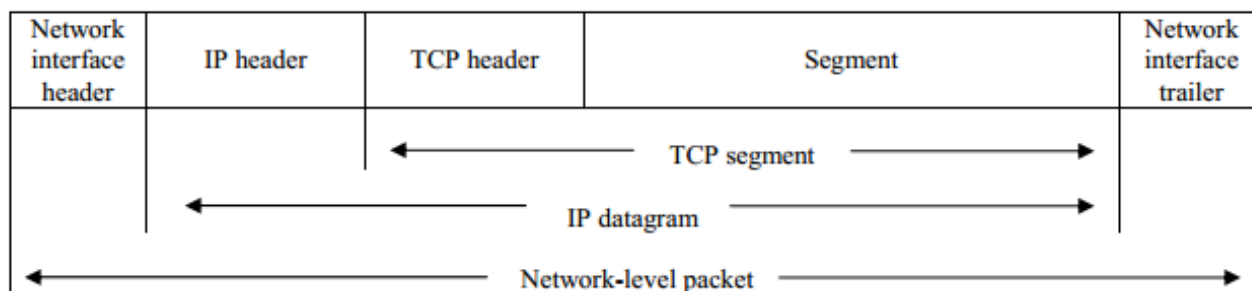 Network
interface
header
IP header
TCP header
Segment
Network
interface
trailer
TCP segment
IP datagram
Network-level packet